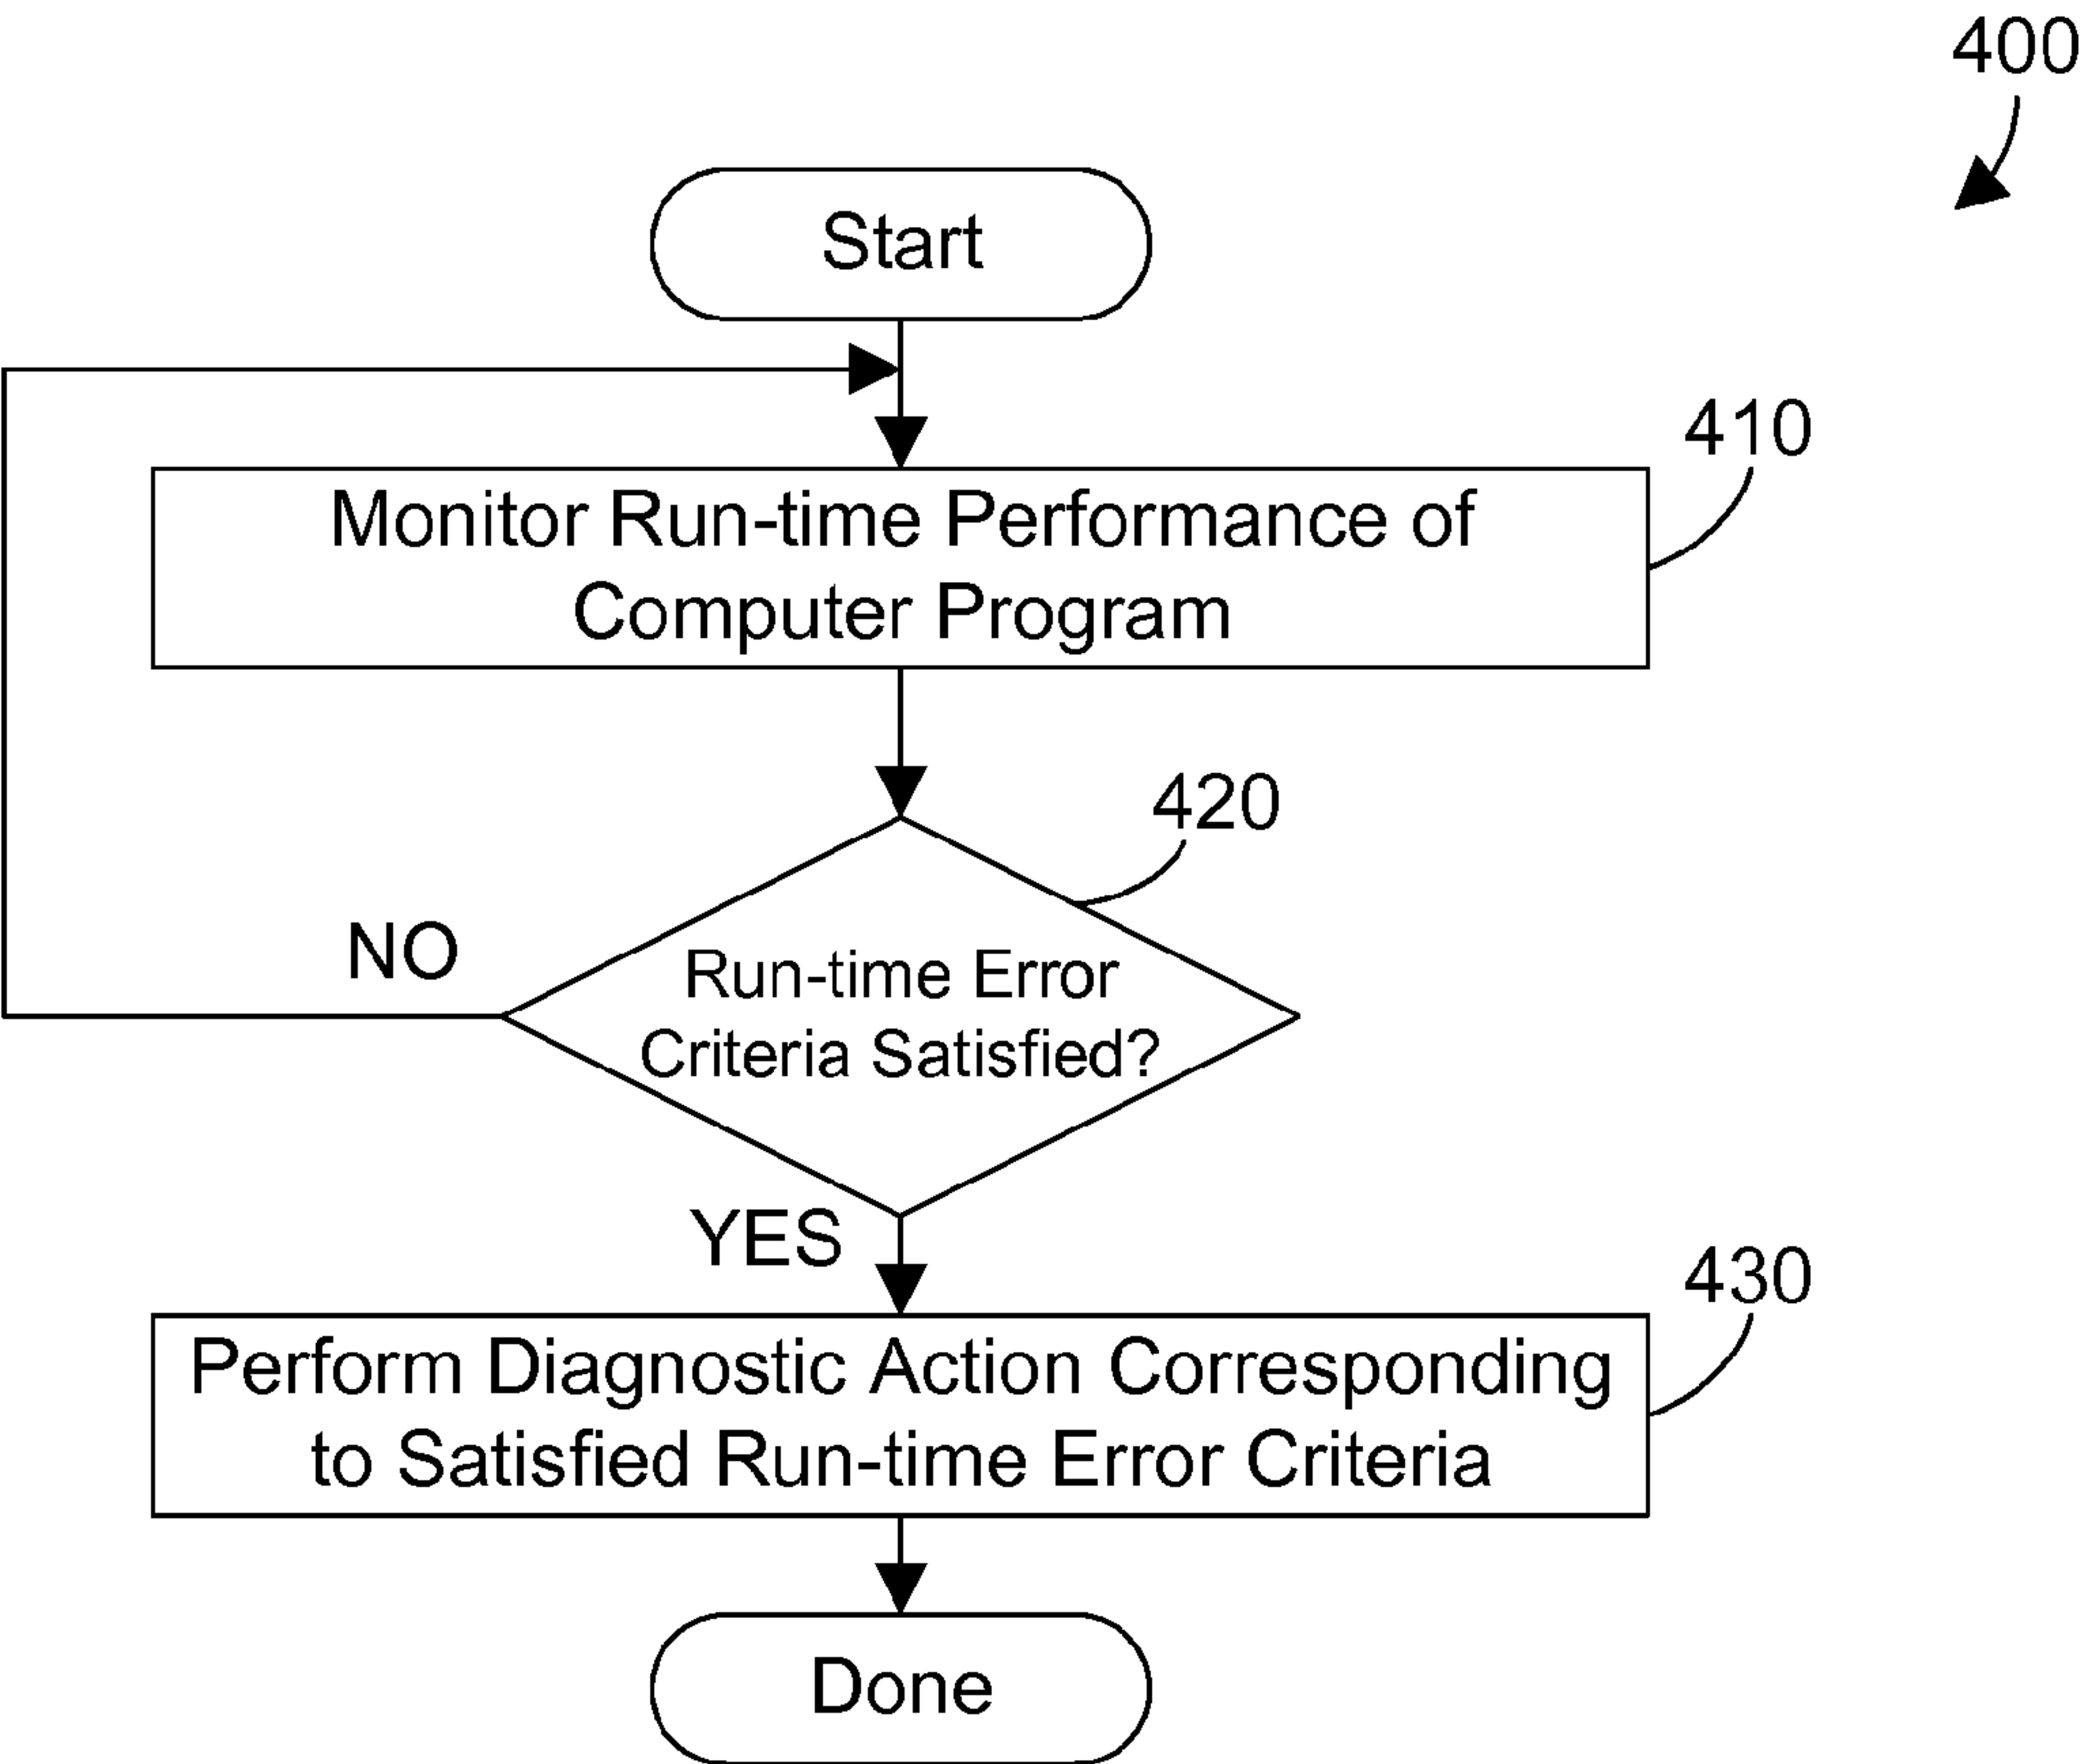 400
Start
410
Monitor Run-time Performance of
Computer Program
420
NO
Run-time Error
Criteria Satisfied?
YES
430
Perform Diagnostic Action Corresponding
to Satisfied Run-time Error Criteria
Done